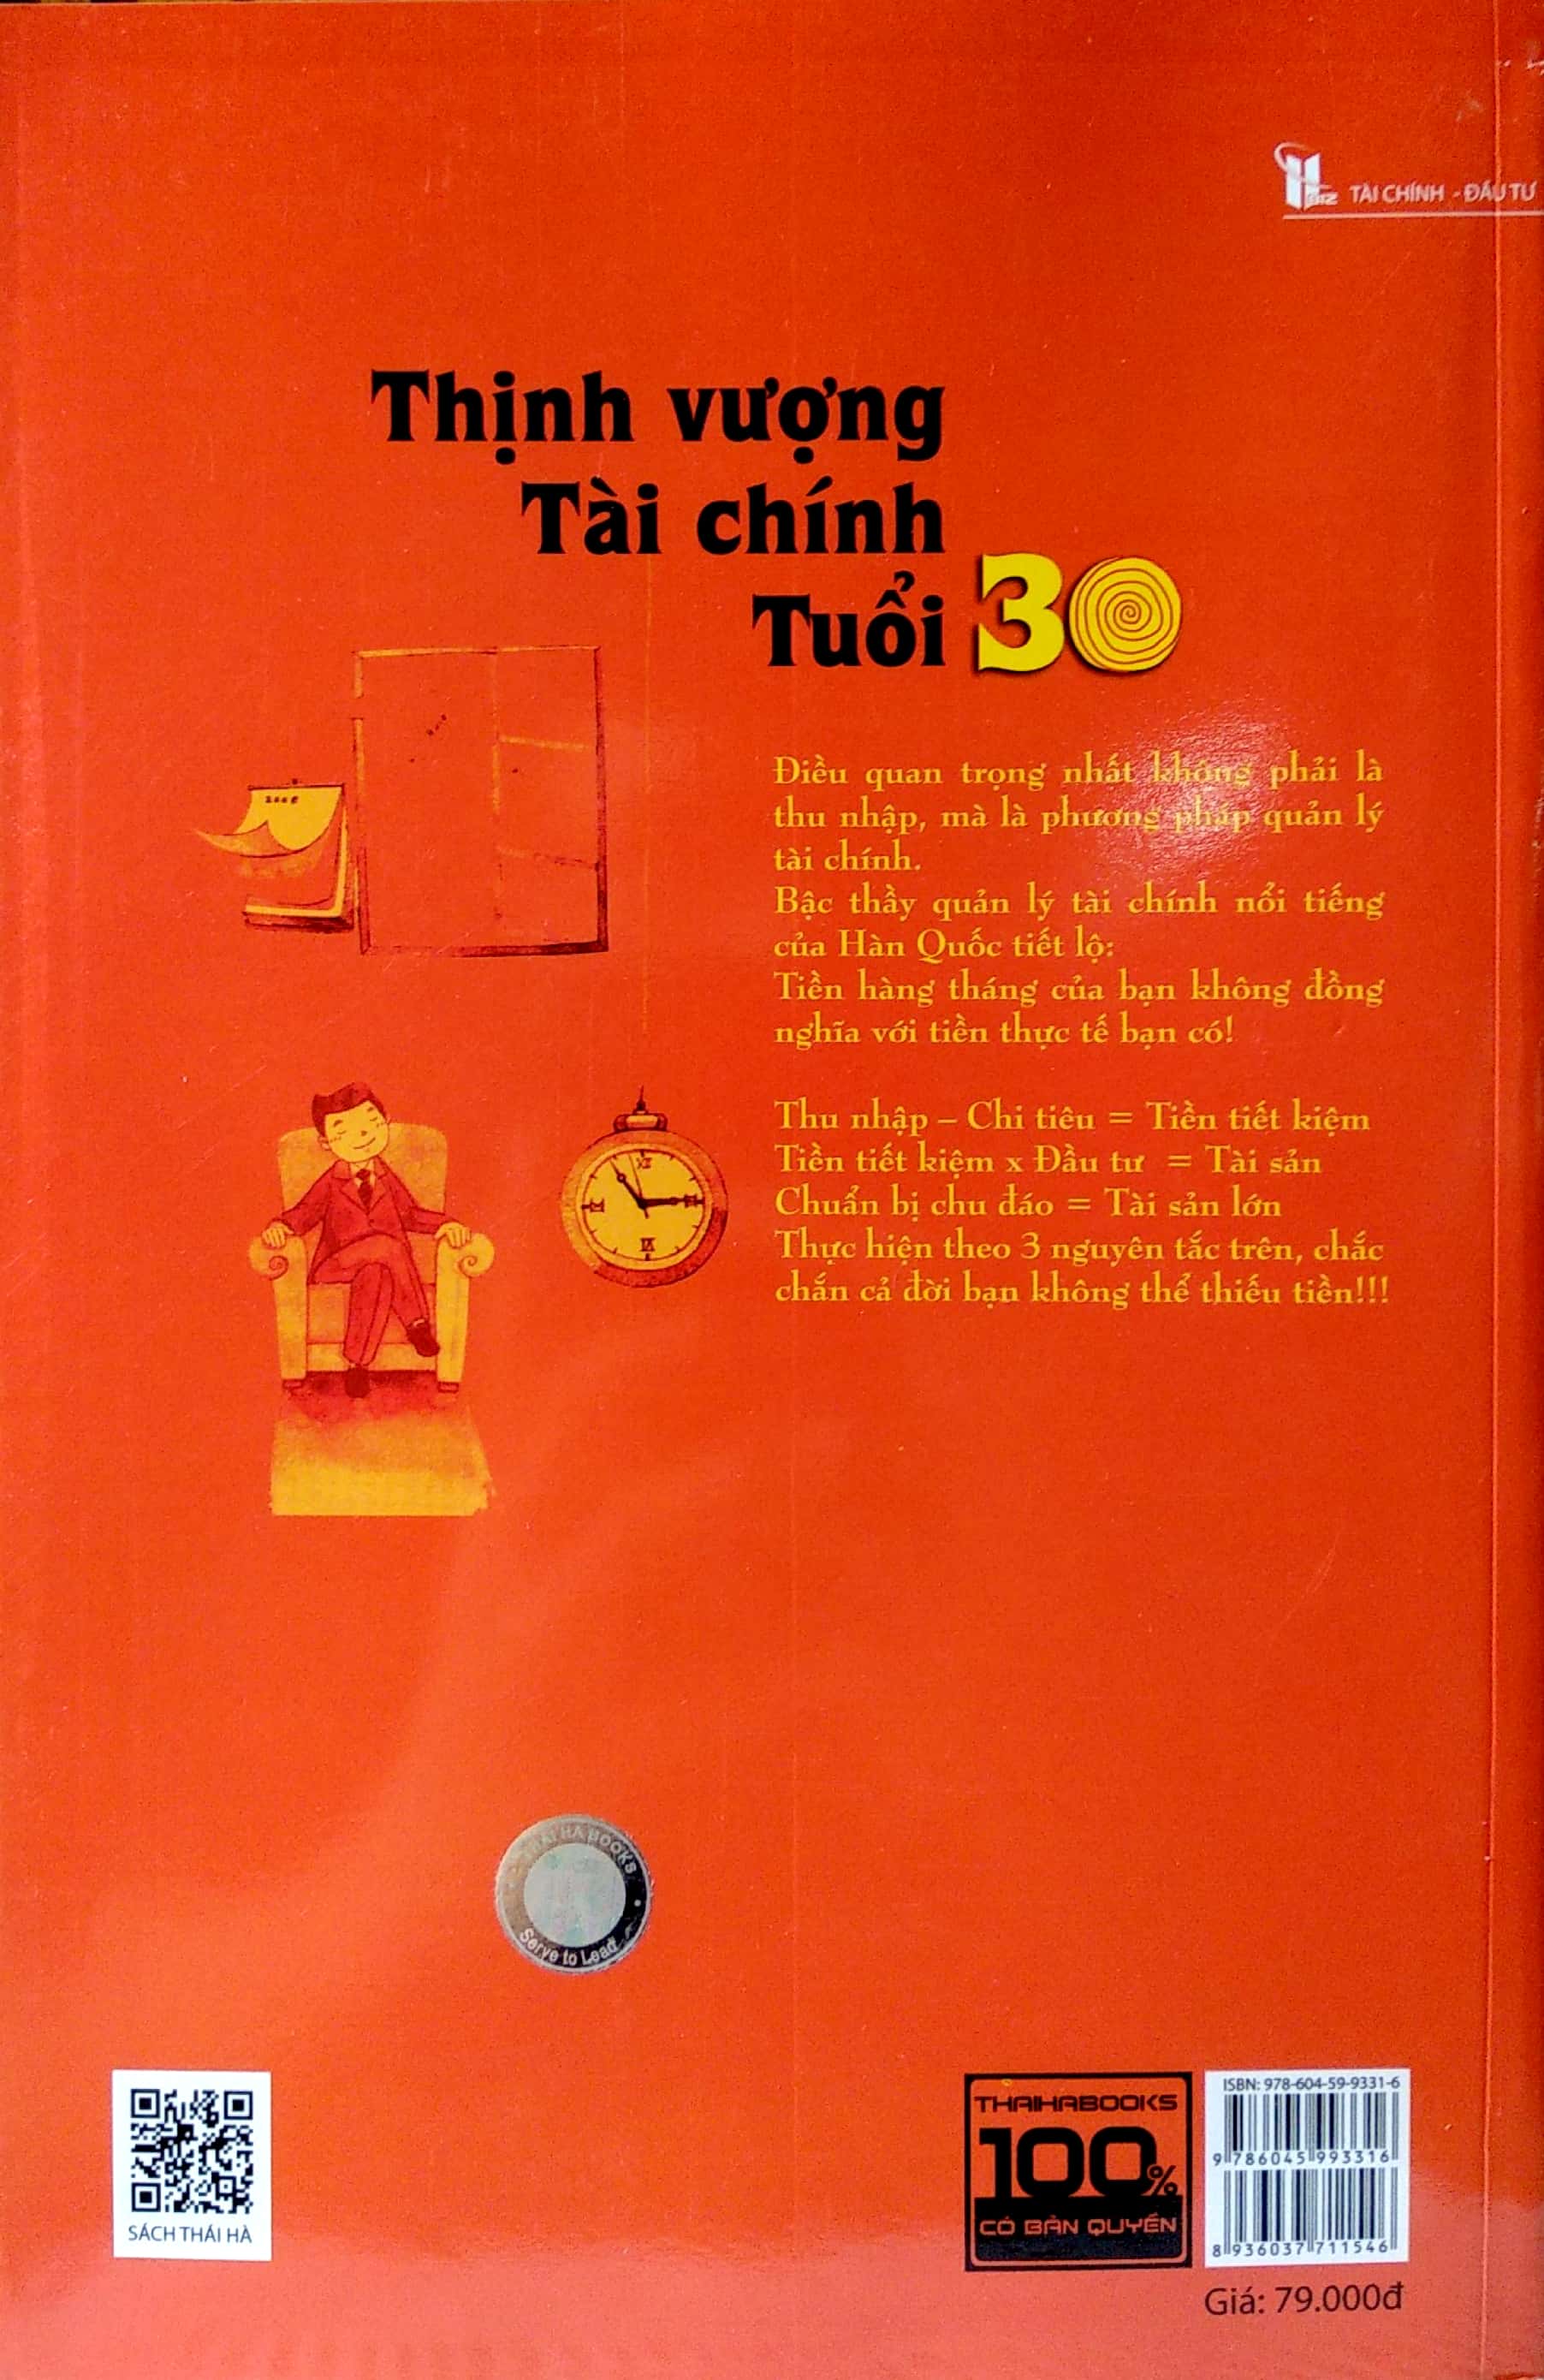 TÀI CHÍNH - ĐẦU TƯ
Thịnh vượng
Tài chính
Tuổi 30
Điều quan trọng nhất không phải là
thu nhập, mà là phương pháp quản lý
tài chính.
Bậc thầy quản lý tài chính nổi tiếng
của Hàn Quốc tiết lộ:
Tiền hàng tháng của bạn không đồng
nghĩa với tiền thực tế bạn có!
Thu nhập – Chi tiêu = Tiền tiết kiệm
Tiền tiết kiệm x Đầu tư = Tài sản
Chuẩn bị chu đáo = Tài sản lớn
Thực hiện theo 3 nguyên tắc trên, chắc
chắn cả đời bạn không thể thiếu tiền!!!
THAI HA BOOKS
Serve to Lead
SÁCH THÁI HÀ
THAIHABOOKS
100%
CÓ BẢN QUYỀN
ISBN: 978-604-59-9331-6
9 786045 993316
8 936037 711546
Giá: 79.000đ